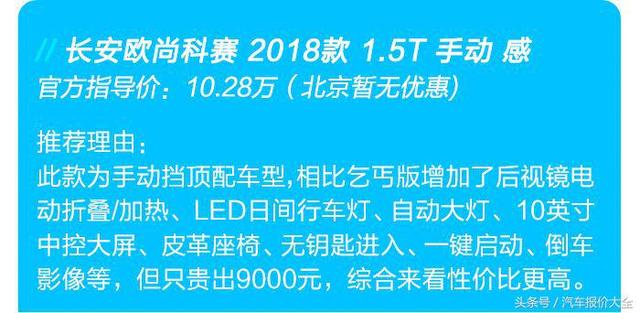 // 长安欧尚科赛 2018款 1.5T 手动 感
官方指导价：10.28万（北京暂无优惠)
推荐理由：
此款为手动挡顶配车型,相比乞丐版增加了后视镜电
动折叠/加热、LED日间行车灯、自动大灯、10英寸
中控大屏、皮革座椅、无钥匙进入、一键启动、倒车
影像等，但只贵出9000元，综合来看性价比更高。
头条号／汽车报价大全